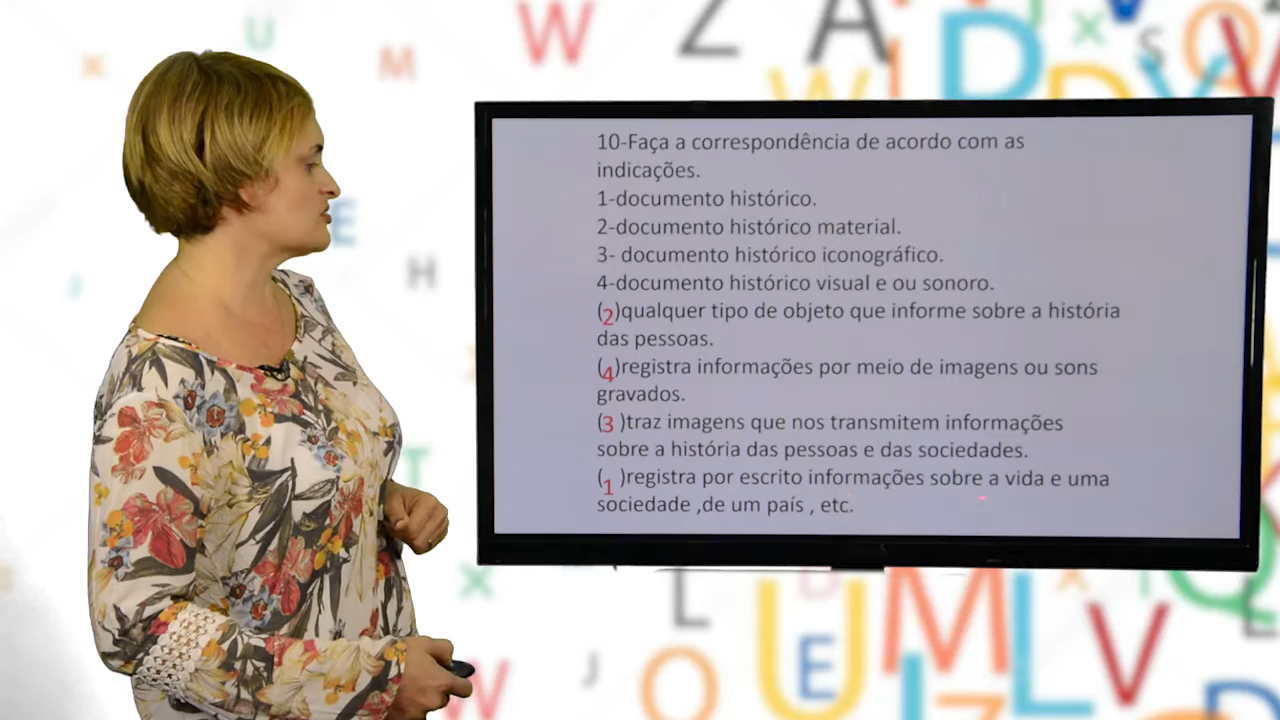 10-Faça a correspondência de acordo com as
indicações.
1-documento histórico.
2-documento histórico material.
3- documento histórico iconográfico.
4-documento histórico visual e ou sonoro.
(2)qualquer tipo de objeto que informe sobre a história
das pessoas.
(4)registra informações por meio de imagens ou sons
gravados.
(3 )traz imagens que nos transmitem informações
sobre a história das pessoas e das sociedades.
(1 )registra por escrito informações sobre a vida e uma
sociedade ,de um país , etc.